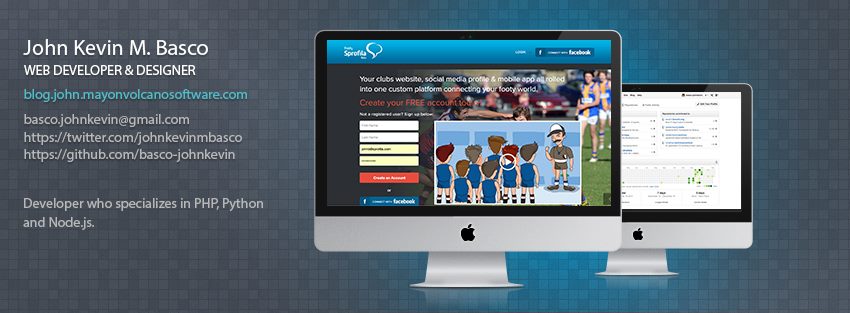 John Kevin M. Basco
WEB DEVELOPER & DESIGNER
blog.john.mayonvolcanosoftware.com
basco.johnkevin@gmail.com
https://twitter.com/johnkevinmbasco
https://github.com/basco-johnkevin
Developer who specializes in PHP, Python
and Node.js.
Footy
Sprofila
LOGIN
CONNECT WITH facebook
Your clubs website, social media profile & mobile app all rolled
into one custom platform connecting your footy world.
Create your FREE account tod
Not a registered user? Sign up below.
Create an Account
or
CONNECT WITH facebook